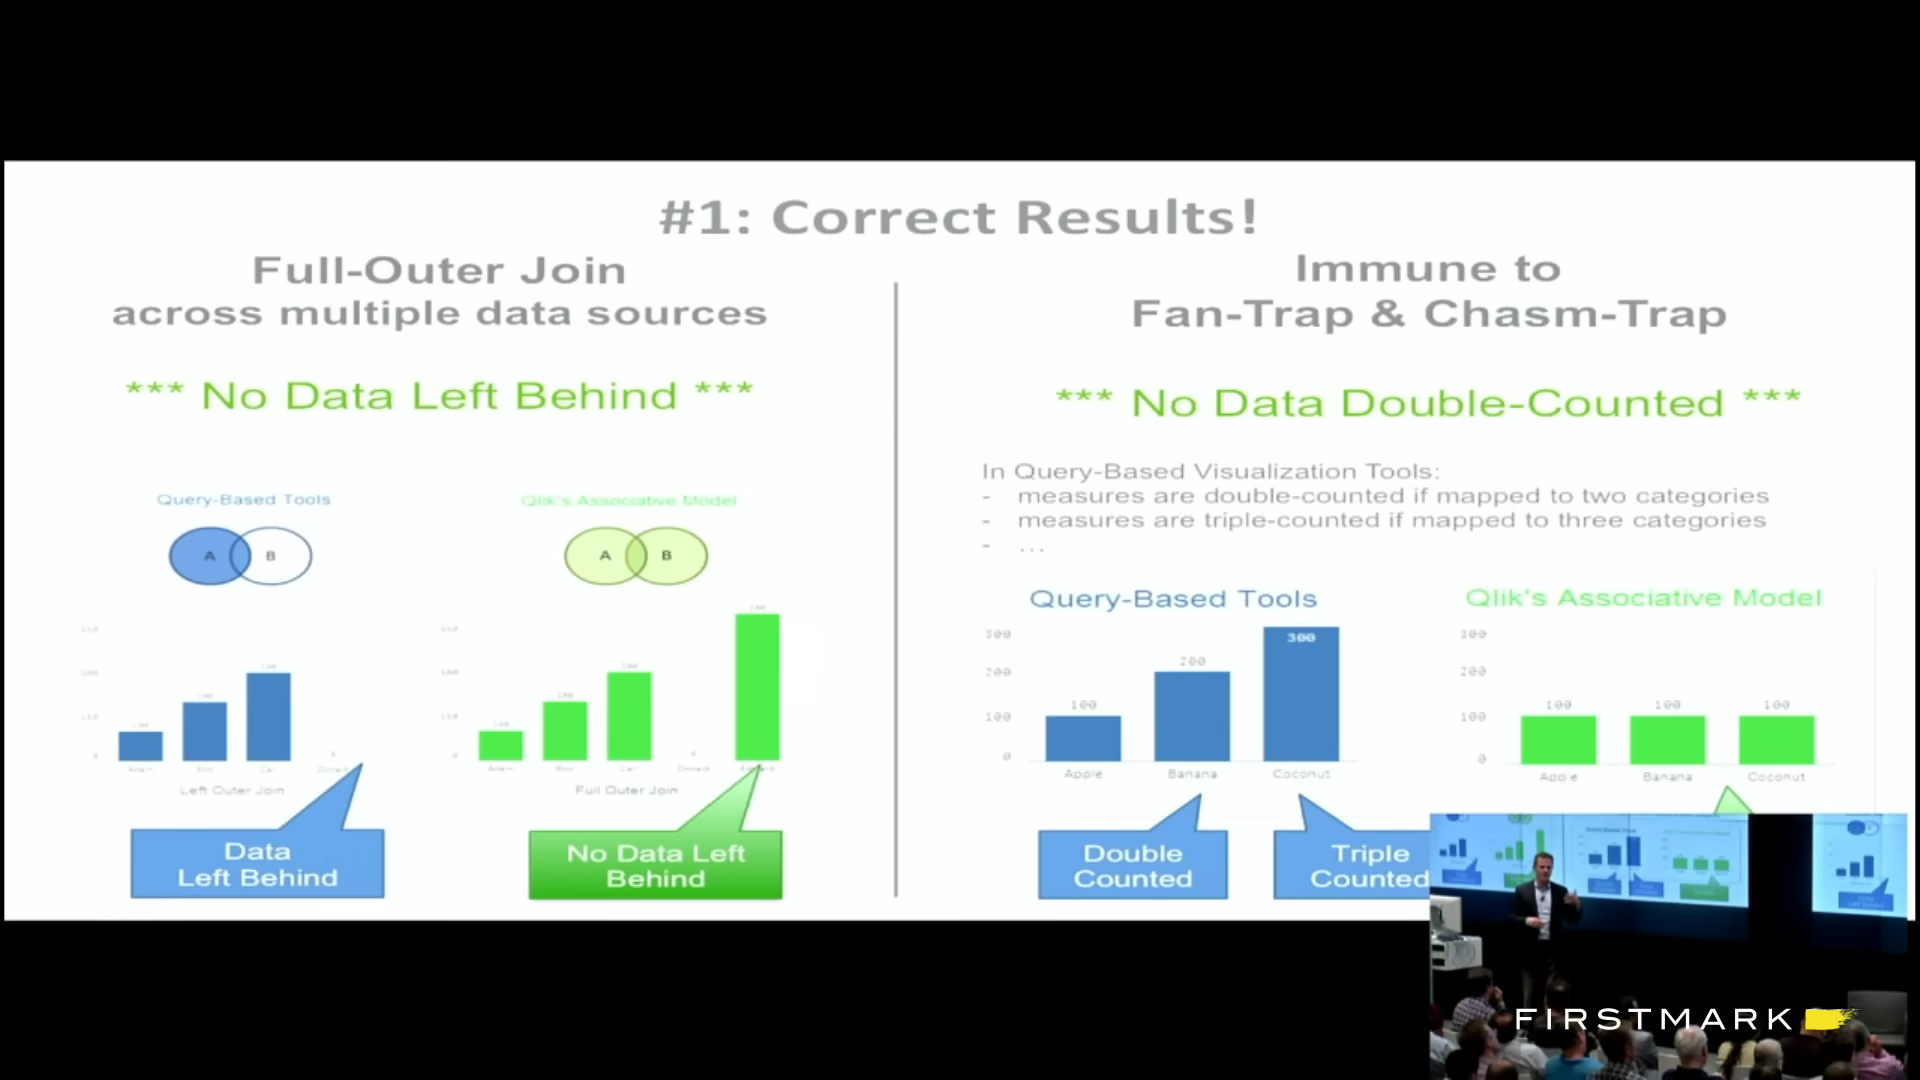 #1: Correct Results!
Full-Outer Join
across multiple data sources
*** No Data Left Behind ***
Query-Based Tools
Qlik's Associative Model
A
B
A
B
Left Outer Join
Full Outer Join
Data
Left Behind
No Data Left
Behind
Immune to
Fan-Trap & Chasm-Trap
*** No Data Double-Counted ***
In Query-Based Visualization Tools:
- measures are double-counted if mapped to two categories
- measures are triple-counted if mapped to three categories
- ...
Query-Based Tools
300
200
100
0
100
200
300
Apple
Banana
Coconut
Qlik's Associative Model
300
200
100
0
100
100
100
Apple
Banana
Coconut
Double
Counted
Triple
Counted
FIRSTMARK